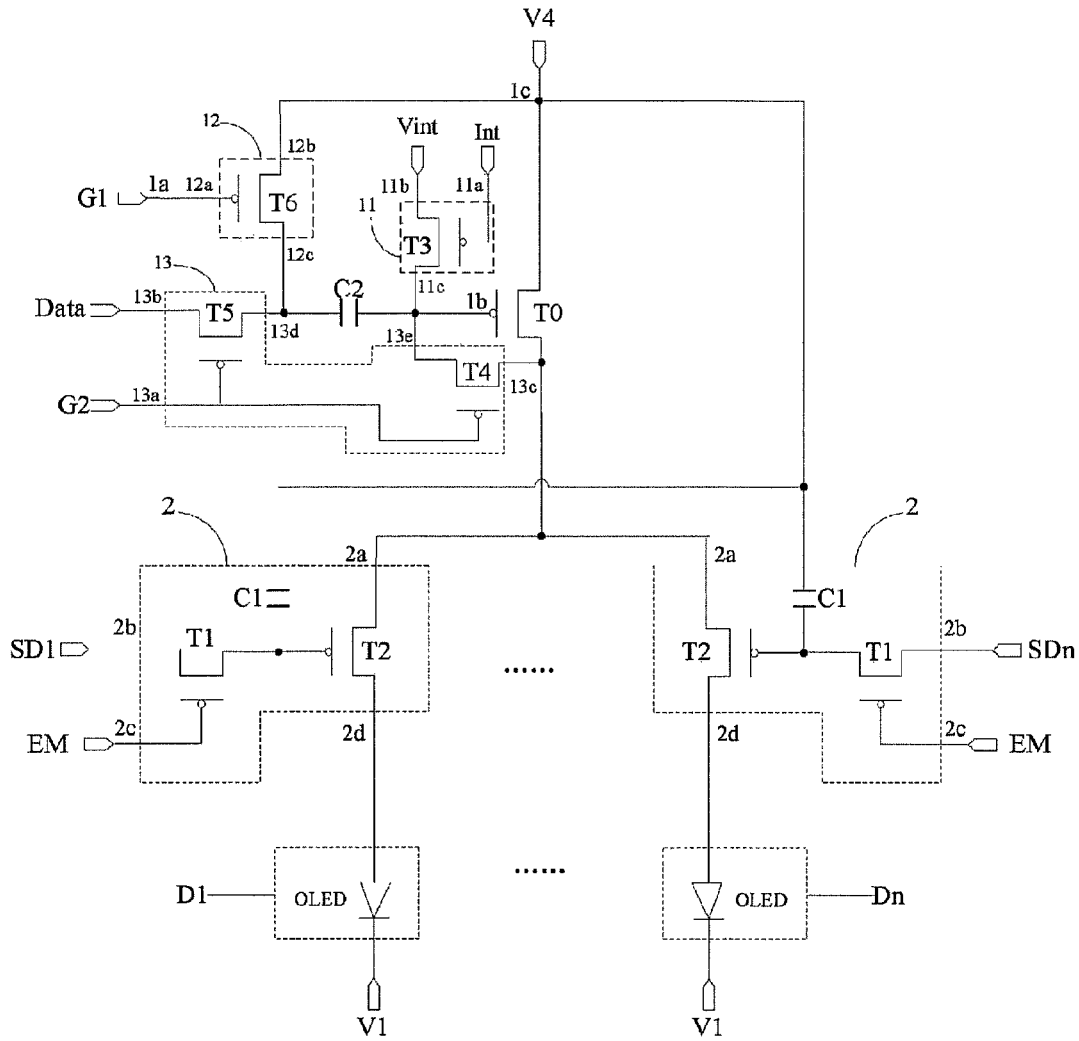 V4
1c
12
12b
Vint
Int
G1
1a
12a
T6
11b
11a
11
T3
12c
11c
13
C2
Data
13b
T5
1b
T0
13d
13e
T4
13c
G2
13a
2
2
2a
2a
C1
C1
2b
2b
SD1
T1
T2
......
T2
T1
SDn
EM
2c
2d
2d
2c
EM
D1
OLED
......
OLED
Dn
V1
V1